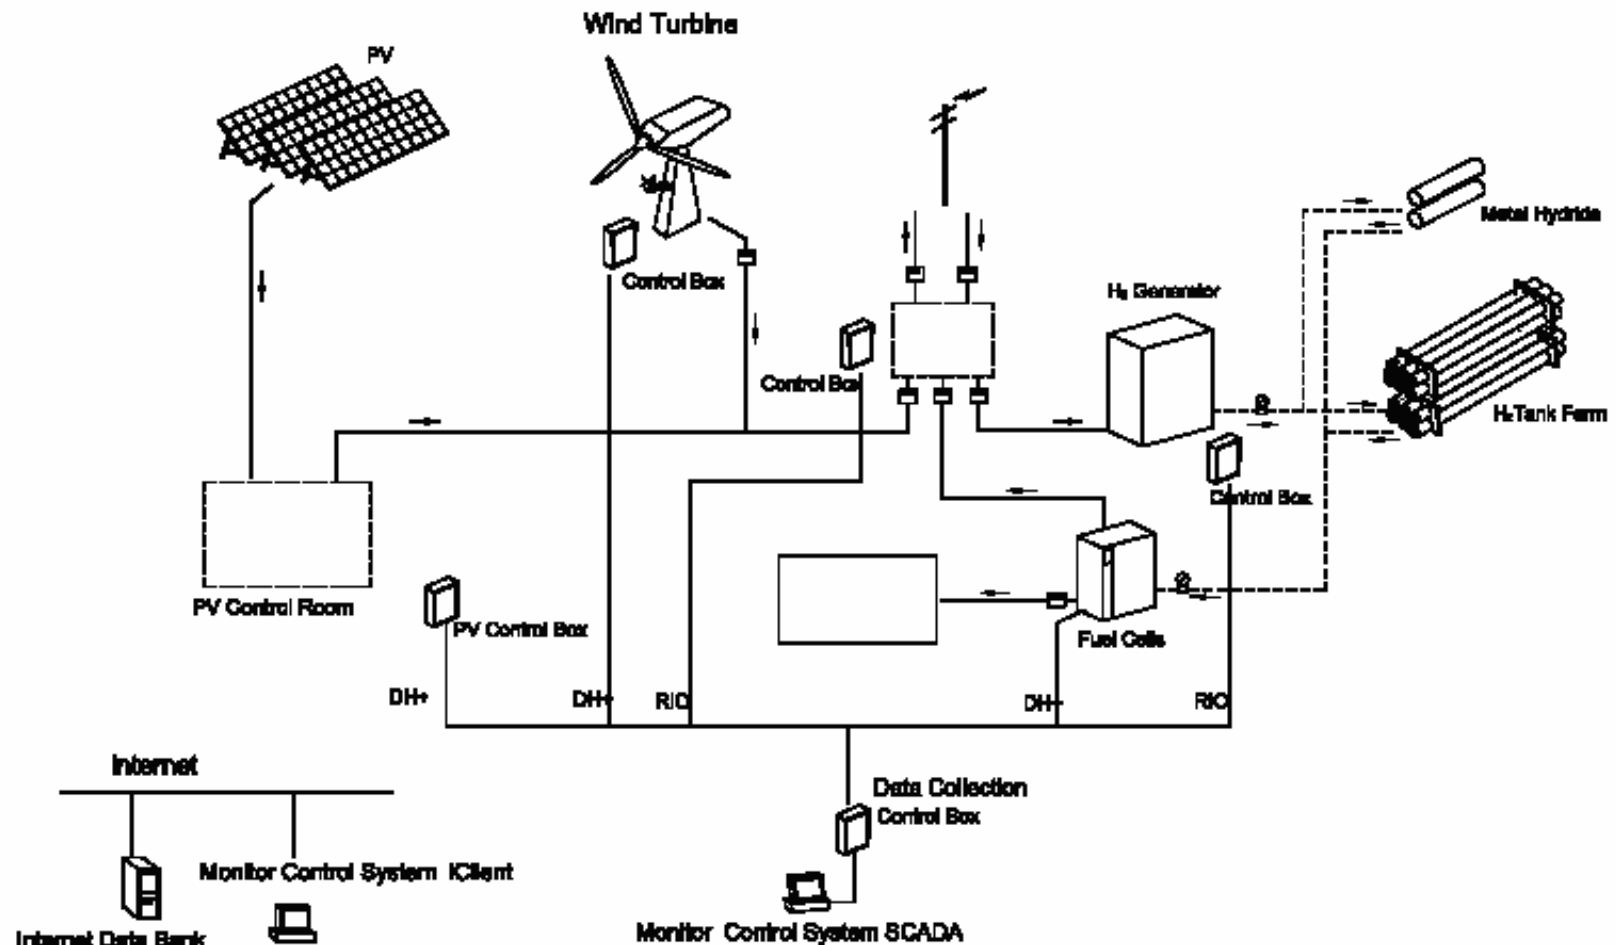 Wind Turbine
PV
Metal Hydride
Control Box
H₂ Generator
Control Box
H₂ Tank Farm
Control Box
PV Control Room
PV Control Box
Fuel Cells
DH+
DH+
RIO
DH+
RIO
Internet
Data Collection
Control Box
Monitor Control System iClient
Internet Data Bank
Monitor Control System SCADA